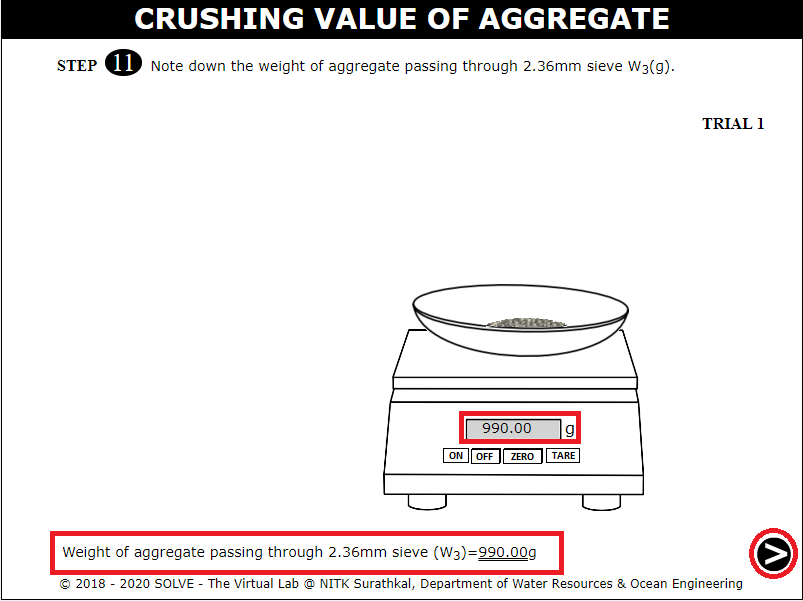 CRUSHING VALUE OF AGGREGATE
STEP 11 Note down the weight of aggregate passing through 2.36mm sieve W3(g).
TRIAL 1
990.00 g
ON OFF ZERO TARE
Weight of aggregate passing through 2.36mm sieve (W3)=990.00g
>
© 2018 - 2020 SOLVE - The Virtual Lab @ NITK Surathkal, Department of Water Resources & Ocean Engineering